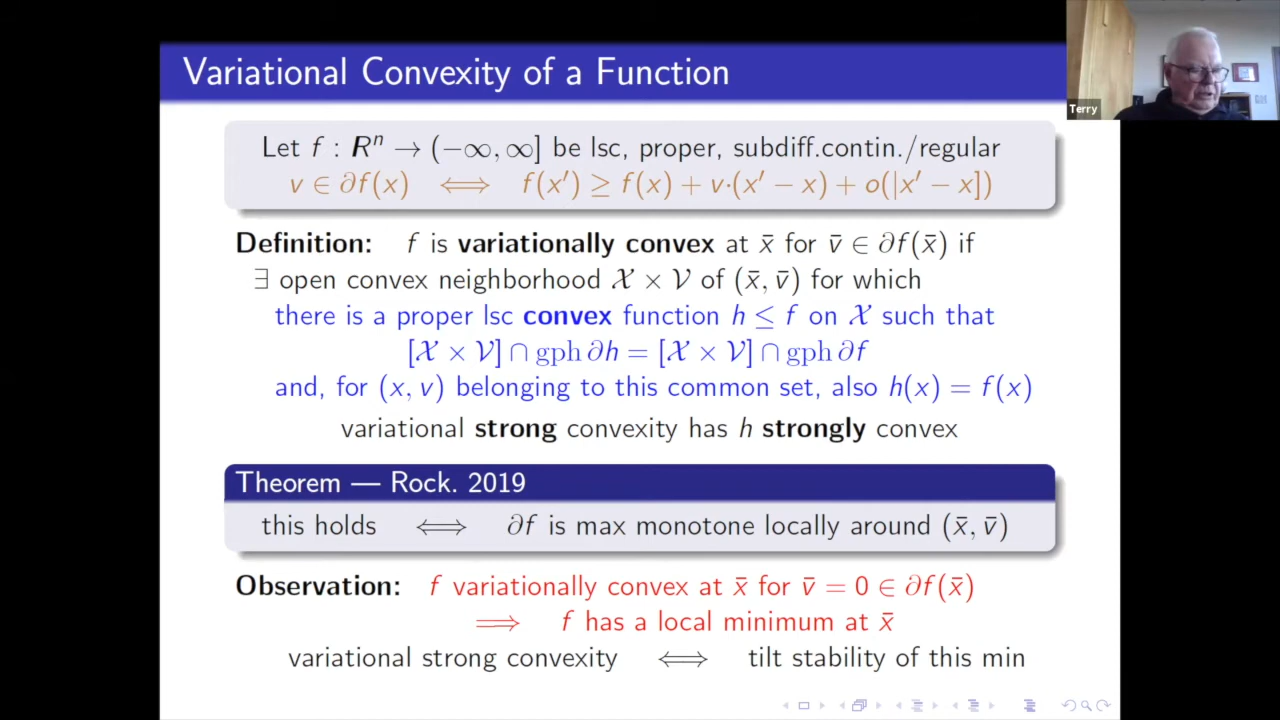 Variational Convexity of a Function
Terry
Let f : Rⁿ → (−∞, ∞] be lsc, proper, subdiff.contin./regular
v ∈ ∂f(x) ⟺ f(x′) ≥ f(x) + v·(x′ − x) + o(|x′ − x])
Definition: f is variationally convex at x̄ for v̄ ∈ ∂f(x̄) if
∃ open convex neighborhood 𝒳 × 𝒱 of (x̄, v̄) for which
there is a proper lsc convex function h ≤ f on 𝒳 such that
[𝒳 × 𝒱] ∩ gph ∂h = [𝒳 × 𝒱] ∩ gph ∂f
and, for (x, v) belonging to this common set, also h(x) = f(x)
variational strong convexity has h strongly convex
Theorem — Rock. 2019
this holds ⟺ ∂f is max monotone locally around (x̄, v̄)
Observation: f variationally convex at x̄ for v̄ = 0 ∈ ∂f(x̄)
⟹ f has a local minimum at x̄
variational strong convexity ⟺ tilt stability of this min